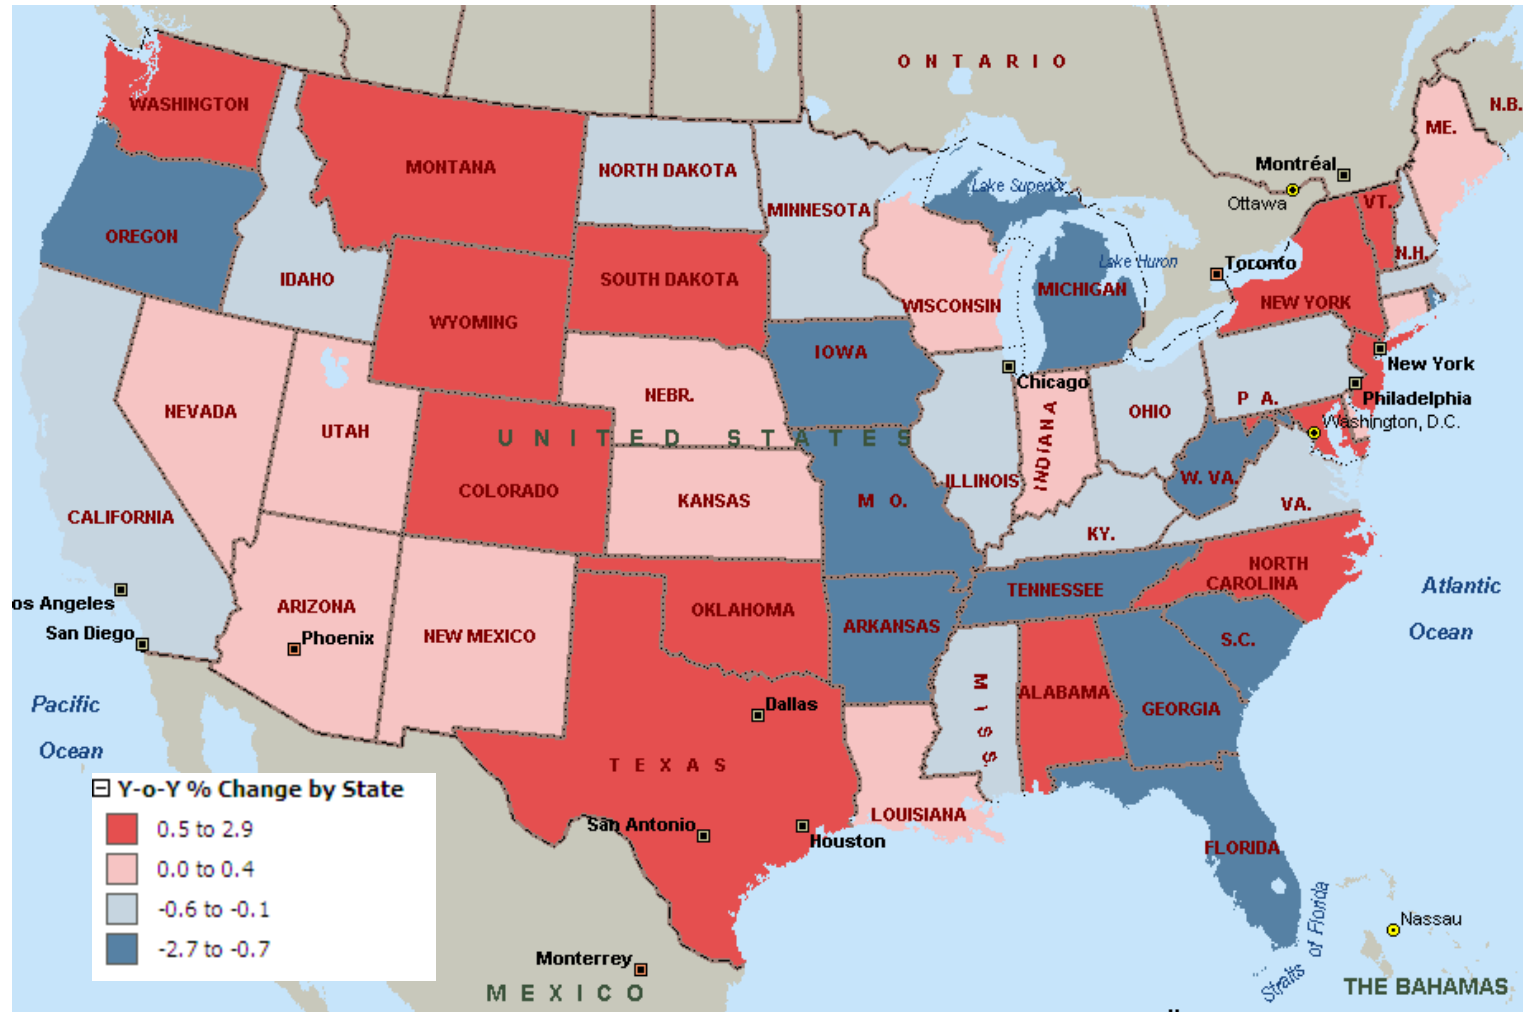 ONTARIO
N.B.
WASHINGTON
ME.
MONTANA
NORTH DAKOTA
Montréal
Lake Superior
Ottawa
VT.
MINNESOTA
OREGON
N.H.
Lake Huron
Toronto
IDAHO
SOUTH DAKOTA
MICHIGAN
WISCONSIN
NEW YORK
WYOMING
IOWA
New York
Chicago
NEBR.
P A.
Philadelphia
NEVADA
OHIO
Washington, D.C.
UTAH
UNITED STATES
INDIANA
COLORADO
KANSAS
M O.
ILLINOIS
W. VA.
VA.
CALIFORNIA
KY.
NORTH
CAROLINA
TENNESSEE
Atlantic
Ocean
os Angeles
ARIZONA
OKLAHOMA
ARKANSAS
San Diego
Phoenix
NEW MEXICO
S.C.
MISS.
ALABAMA
GEORGIA
Pacific
Ocean
Dallas
TEXAS
Y-o-Y % Change by State
0.5 to 2.9
0.0 to 0.4
-0.6 to -0.1
-2.7 to -0.7
San Antonio
Houston
LOUISIANA
FLORIDA
Straits of Florida
Nassau
Monterrey
MEXICO
THE BAHAMAS